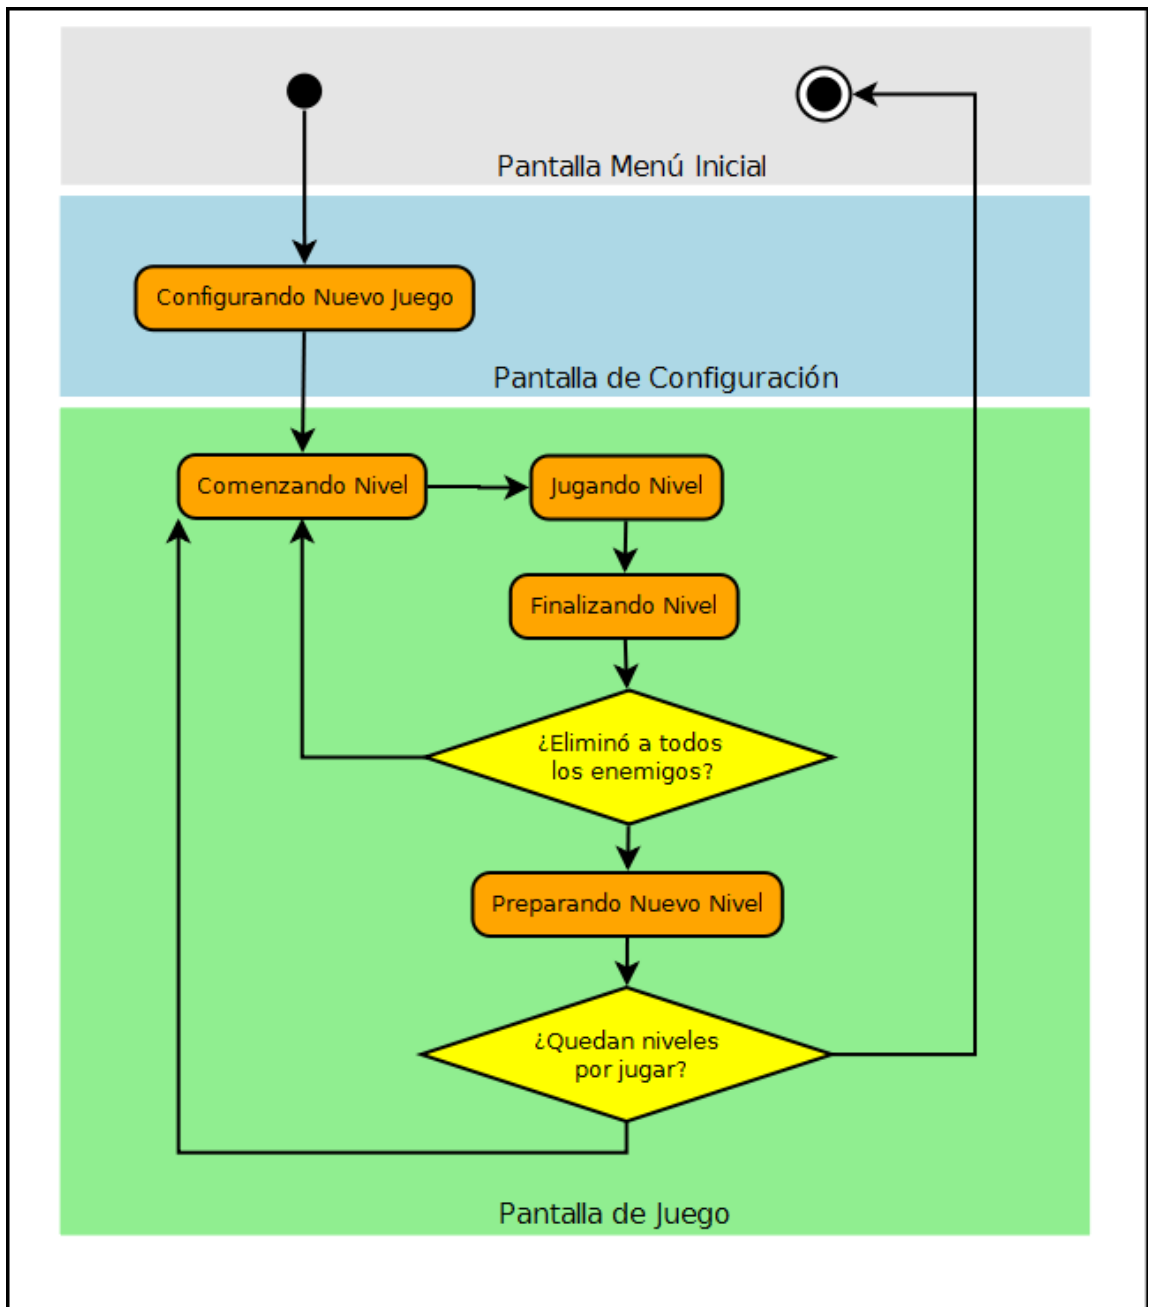 Pantalla Menú Inicial
Configurando Nuevo Juego
Pantalla de Configuración
Comenzando Nivel
Jugando Nivel
Finalizando Nivel
¿Eliminó a todos
los enemigos?
Preparando Nuevo Nivel
¿Quedan niveles
por jugar?
Pantalla de Juego